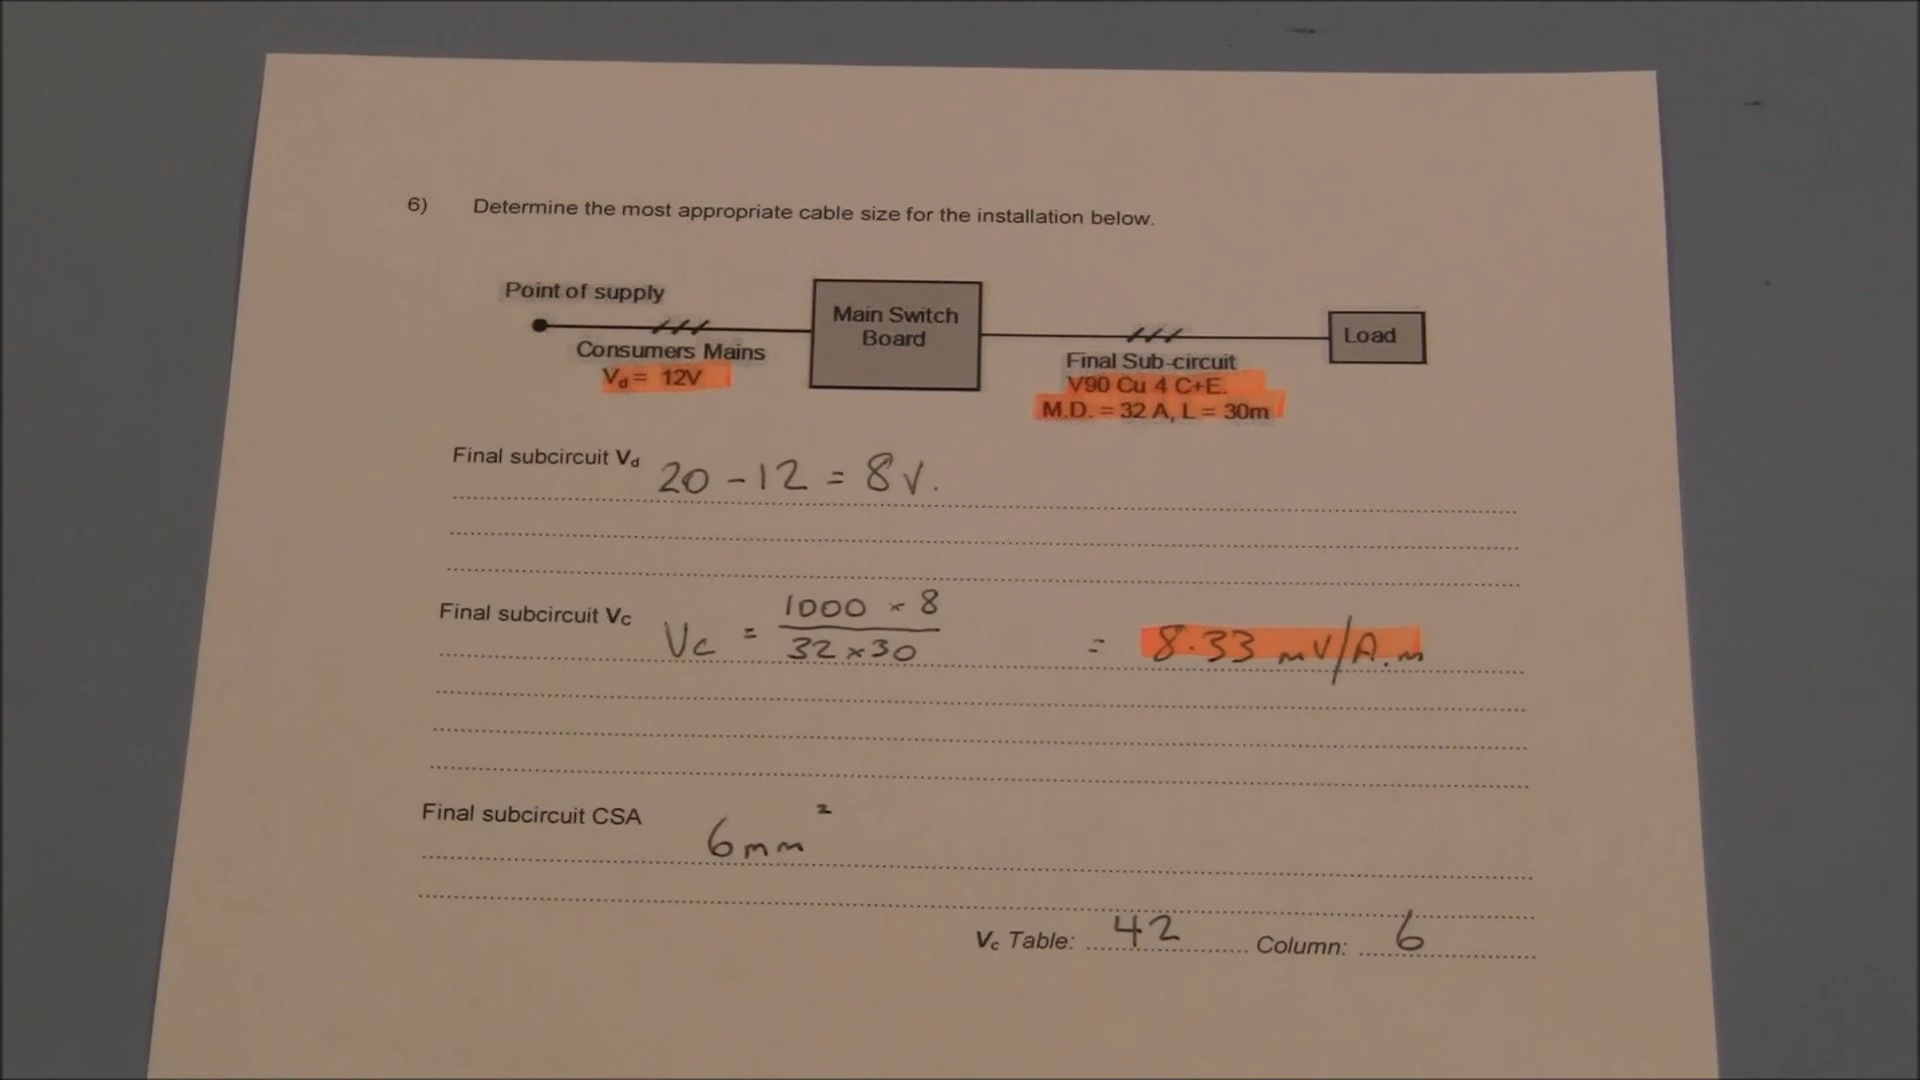 6) Determine the most appropriate cable size for the installation below.
Point of supply
Main Switch
Board
Load
Consumers Mains
Vd = 12V
Final Sub-circuit
V90 Cu 4 C+E.
M.D. = 32 A, L = 30m
Final subcircuit Vd 20 - 12 = 8V.
Final subcircuit Vc Vc = 1000 × 8 / 32 × 30 = 8.33 mV/A.m
Final subcircuit CSA 6mm²
Vc Table: 42 Column: 6